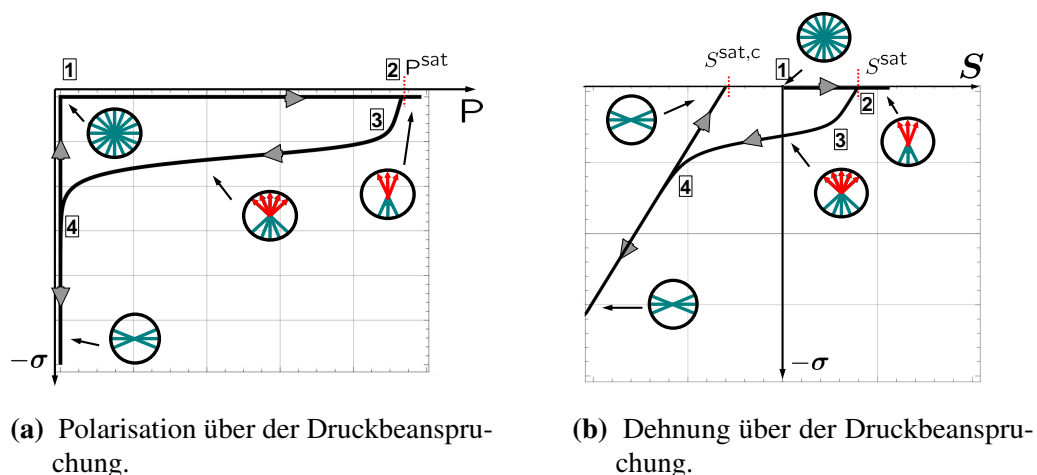 1
2
P^sat
P
3
4
−σ
(a) Polarisation über der Druckbeanspru-
chung.
S^sat,c
1
S^sat
S
2
3
4
−σ
(b) Dehnung über der Druckbeanspru-
chung.